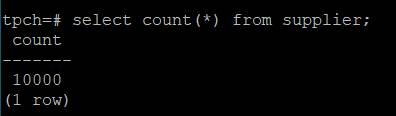 tpch=# select count(*) from supplier;
 count
-------
 10000
(1 row)